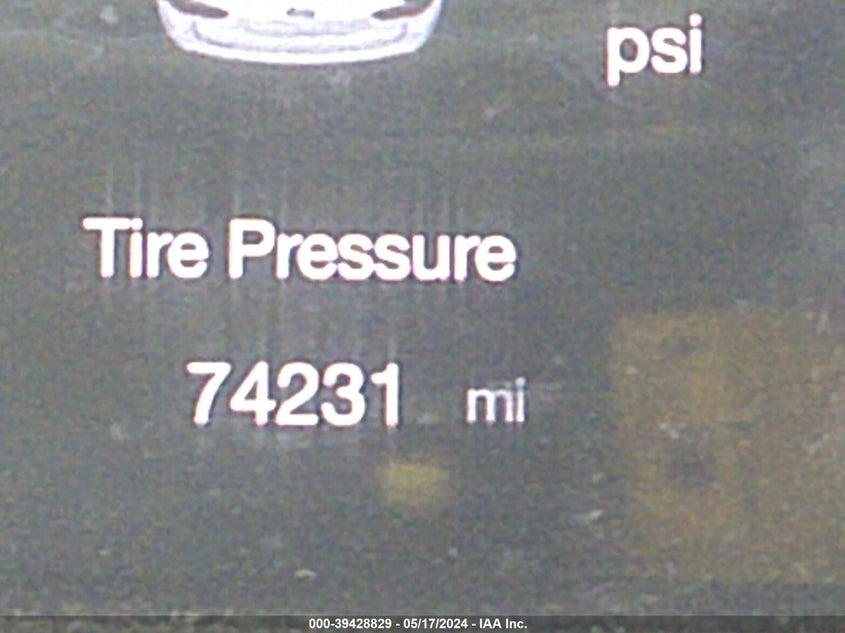 psi
Tire Pressure
74231 mi
000-39428829 - 05/17/2024 - IAA Inc.